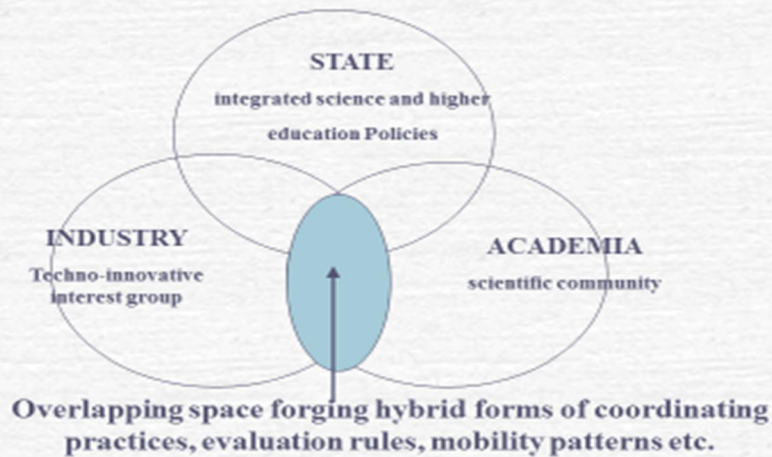 STATE
integrated science and higher
education Policies
INDUSTRY
Techno-innovative
interest group
ACADEMIA
scientific community
Overlapping space forging hybrid forms of coordinating
practices, evaluation rules, mobility patterns etc.